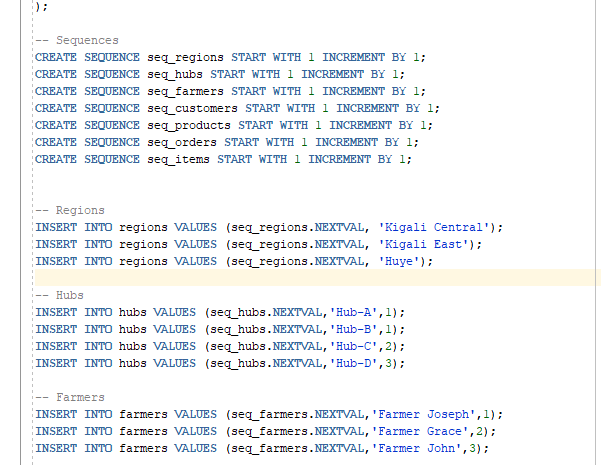 );
-- Sequences
CREATE SEQUENCE seq_regions START WITH 1 INCREMENT BY 1;
CREATE SEQUENCE seq_hubs START WITH 1 INCREMENT BY 1;
CREATE SEQUENCE seq_farmers START WITH 1 INCREMENT BY 1;
CREATE SEQUENCE seq_customers START WITH 1 INCREMENT BY 1;
CREATE SEQUENCE seq_products START WITH 1 INCREMENT BY 1;
CREATE SEQUENCE seq_orders START WITH 1 INCREMENT BY 1;
CREATE SEQUENCE seq_items START WITH 1 INCREMENT BY 1;
-- Regions
INSERT INTO regions VALUES (seq_regions.NEXTVAL, 'Kigali Central');
INSERT INTO regions VALUES (seq_regions.NEXTVAL, 'Kigali East');
INSERT INTO regions VALUES (seq_regions.NEXTVAL, 'Huye');
-- Hubs
INSERT INTO hubs VALUES (seq_hubs.NEXTVAL,'Hub-A',1);
INSERT INTO hubs VALUES (seq_hubs.NEXTVAL,'Hub-B',1);
INSERT INTO hubs VALUES (seq_hubs.NEXTVAL,'Hub-C',2);
INSERT INTO hubs VALUES (seq_hubs.NEXTVAL,'Hub-D',3);
-- Farmers
INSERT INTO farmers VALUES (seq_farmers.NEXTVAL,'Farmer Joseph',1);
INSERT INTO farmers VALUES (seq_farmers.NEXTVAL,'Farmer Grace',2);
INSERT INTO farmers VALUES (seq_farmers.NEXTVAL,'Farmer John',3);